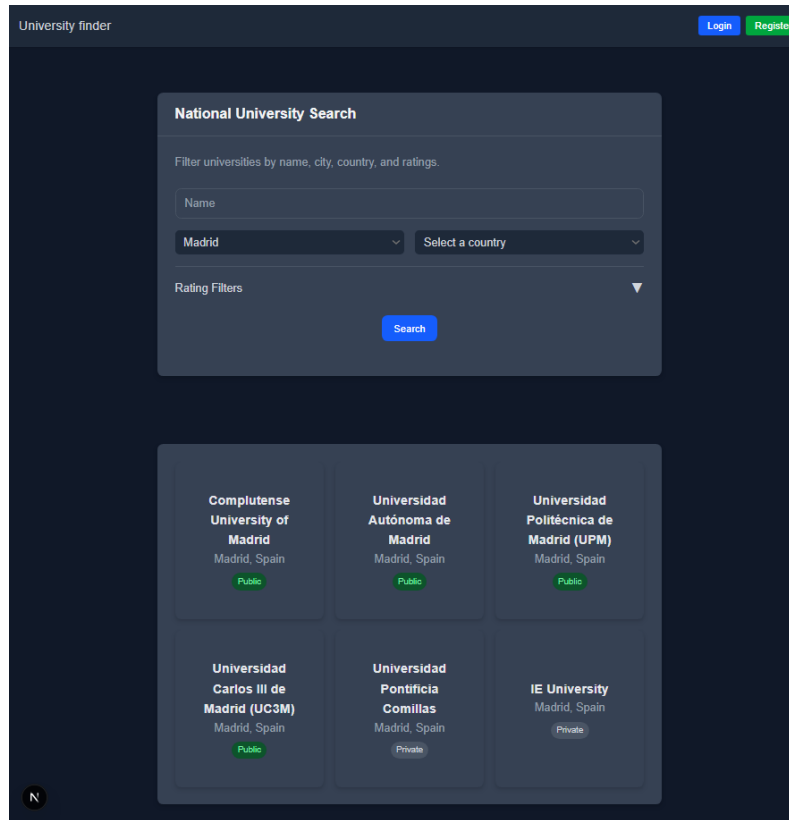 University finder
Login
Registe
National University Search
Filter universities by name, city, country, and ratings.
Name
Madrid
Select a country
Rating Filters
Search
Complutense
University of
Madrid
Madrid, Spain
Public
Universidad
Autónoma de
Madrid
Madrid, Spain
Public
Universidad
Politécnica de
Madrid (UPM)
Madrid, Spain
Public
Universidad
Carlos III de
Madrid (UC3M)
Madrid, Spain
Public
Universidad
Pontificia
Comillas
Madrid, Spain
Private
IE University
Madrid, Spain
Private
N